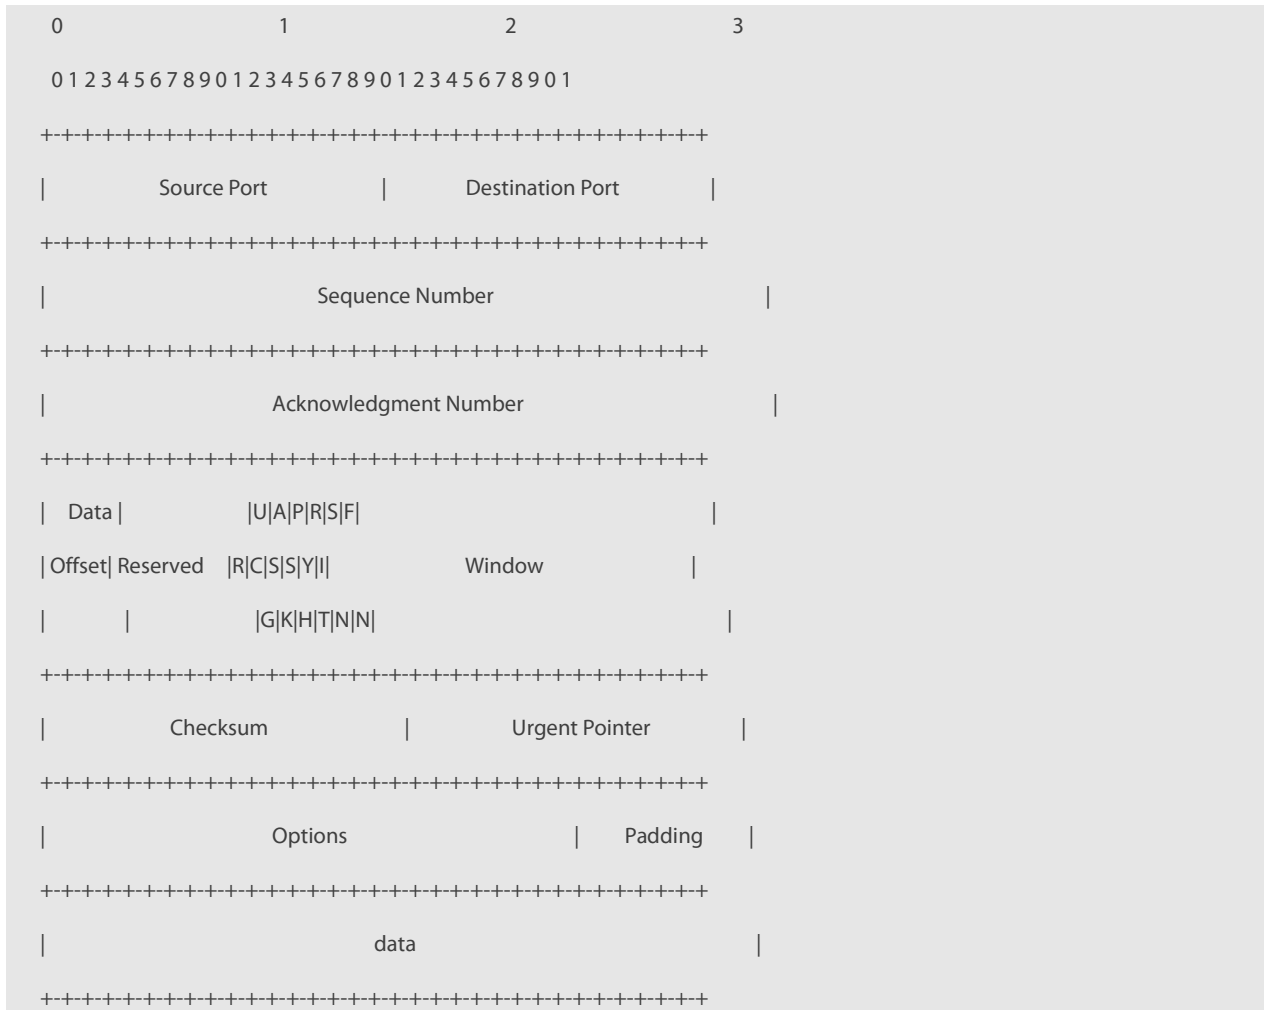 0 1 2 3
0 1 2 3 4 5 6 7 8 9 0 1 2 3 4 5 6 7 8 9 0 1 2 3 4 5 6 7 8 9 0 1
+-+-+-+-+-+-+-+-+-+-+-+-+-+-+-+-+-+-+-+-+-+-+-+-+-+-+-+-+-+-+-+-+
| Source Port | Destination Port |
+-+-+-+-+-+-+-+-+-+-+-+-+-+-+-+-+-+-+-+-+-+-+-+-+-+-+-+-+-+-+-+-+
| Sequence Number |
+-+-+-+-+-+-+-+-+-+-+-+-+-+-+-+-+-+-+-+-+-+-+-+-+-+-+-+-+-+-+-+-+
| Acknowledgment Number |
+-+-+-+-+-+-+-+-+-+-+-+-+-+-+-+-+-+-+-+-+-+-+-+-+-+-+-+-+-+-+-+-+
| Data | |U|A|P|R|S|F| |
| Offset| Reserved |R|C|S|S|Y|I| Window |
| | |G|K|H|T|N|N| |
+-+-+-+-+-+-+-+-+-+-+-+-+-+-+-+-+-+-+-+-+-+-+-+-+-+-+-+-+-+-+-+-+
| Checksum | Urgent Pointer |
+-+-+-+-+-+-+-+-+-+-+-+-+-+-+-+-+-+-+-+-+-+-+-+-+-+-+-+-+-+-+-+-+
| Options | Padding |
+-+-+-+-+-+-+-+-+-+-+-+-+-+-+-+-+-+-+-+-+-+-+-+-+-+-+-+-+-+-+-+-+
| data |
+-+-+-+-+-+-+-+-+-+-+-+-+-+-+-+-+-+-+-+-+-+-+-+-+-+-+-+-+-+-+-+-+